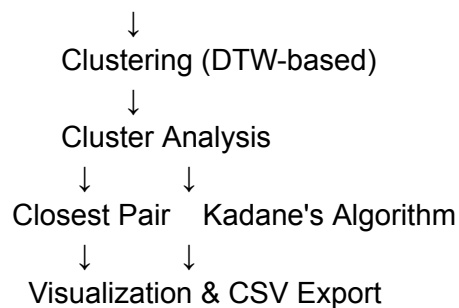 ↓
Clustering (DTW-based)
↓
Cluster Analysis
↓ ↓
Closest Pair Kadane's Algorithm
↓ ↓
Visualization & CSV Export